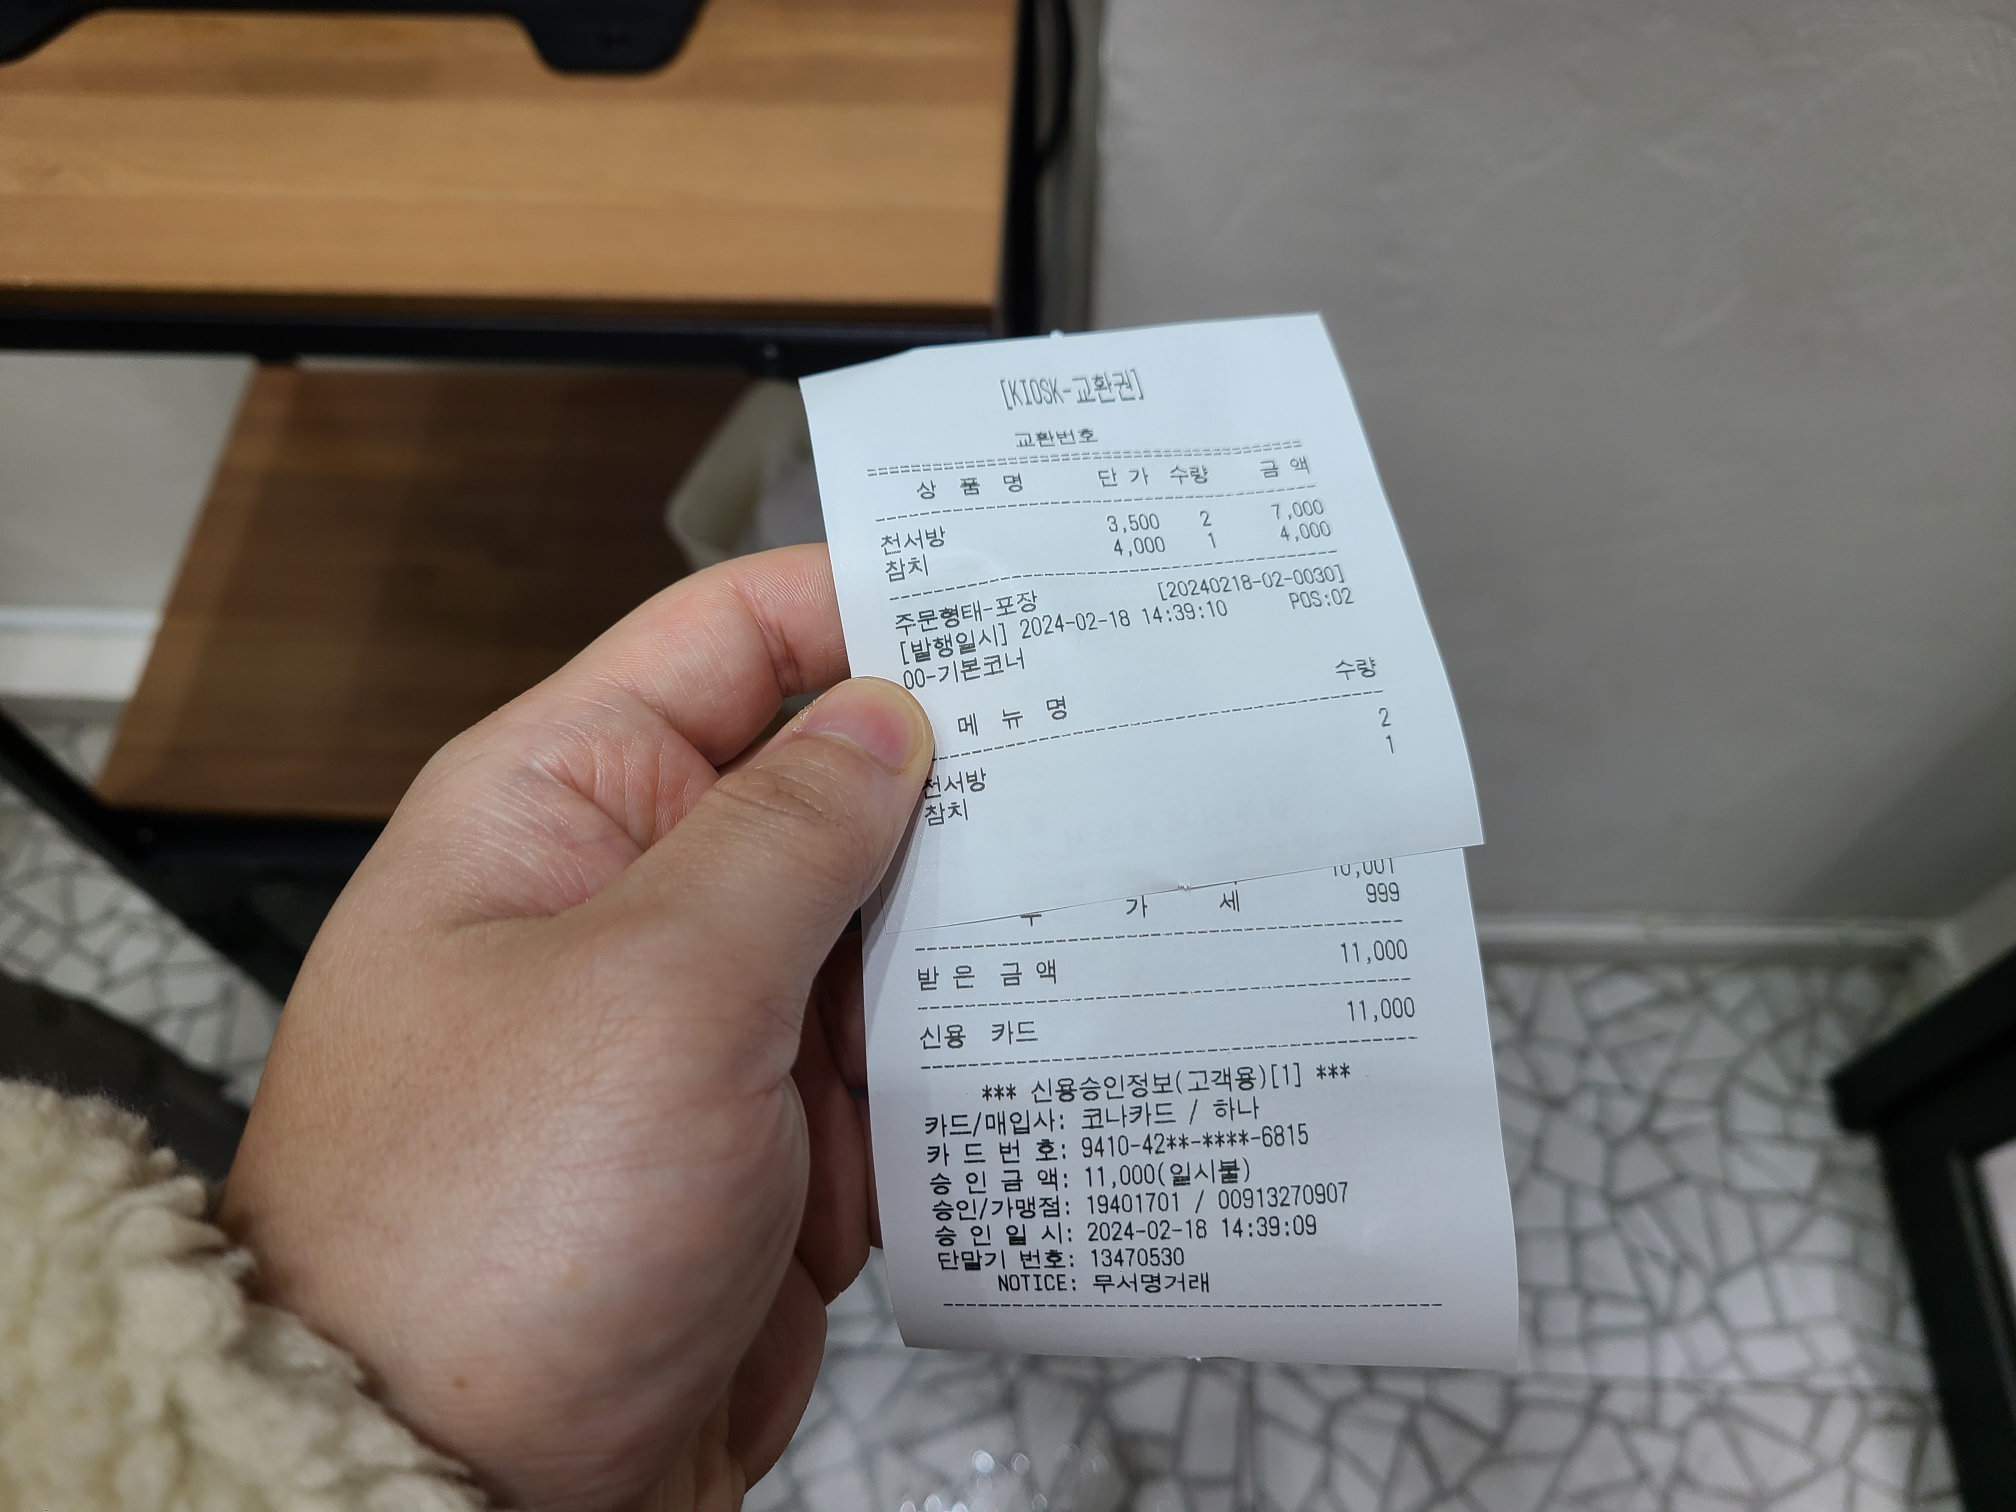 [KIOSK-교환권]
교환번호
상 품 명 단 가 수량 금 액
천서방 3,500 2 7,000
참치 4,000 1 4,000
주문형태-포장 [20240218-02-0030]
[발행일시] 2024-02-18 14:39:10 POS:02
00-기본코너
메 뉴 명 수량
천서방 2
참치 1
10,001
부 가 세 999
받 은 금 액 11,000
신용 카드 11,000
*** 신용승인정보(고객용)[1] ***
카드/매입사: 코나카드 / 하나
카 드 번 호: 9410-42**-****-6815
승 인 금 액: 11,000(일시불)
승인/가맹점: 19401701 / 00913270907
승 인 일 시: 2024-02-18 14:39:09
단말기 번호: 13470530
NOTICE: 무서명거래